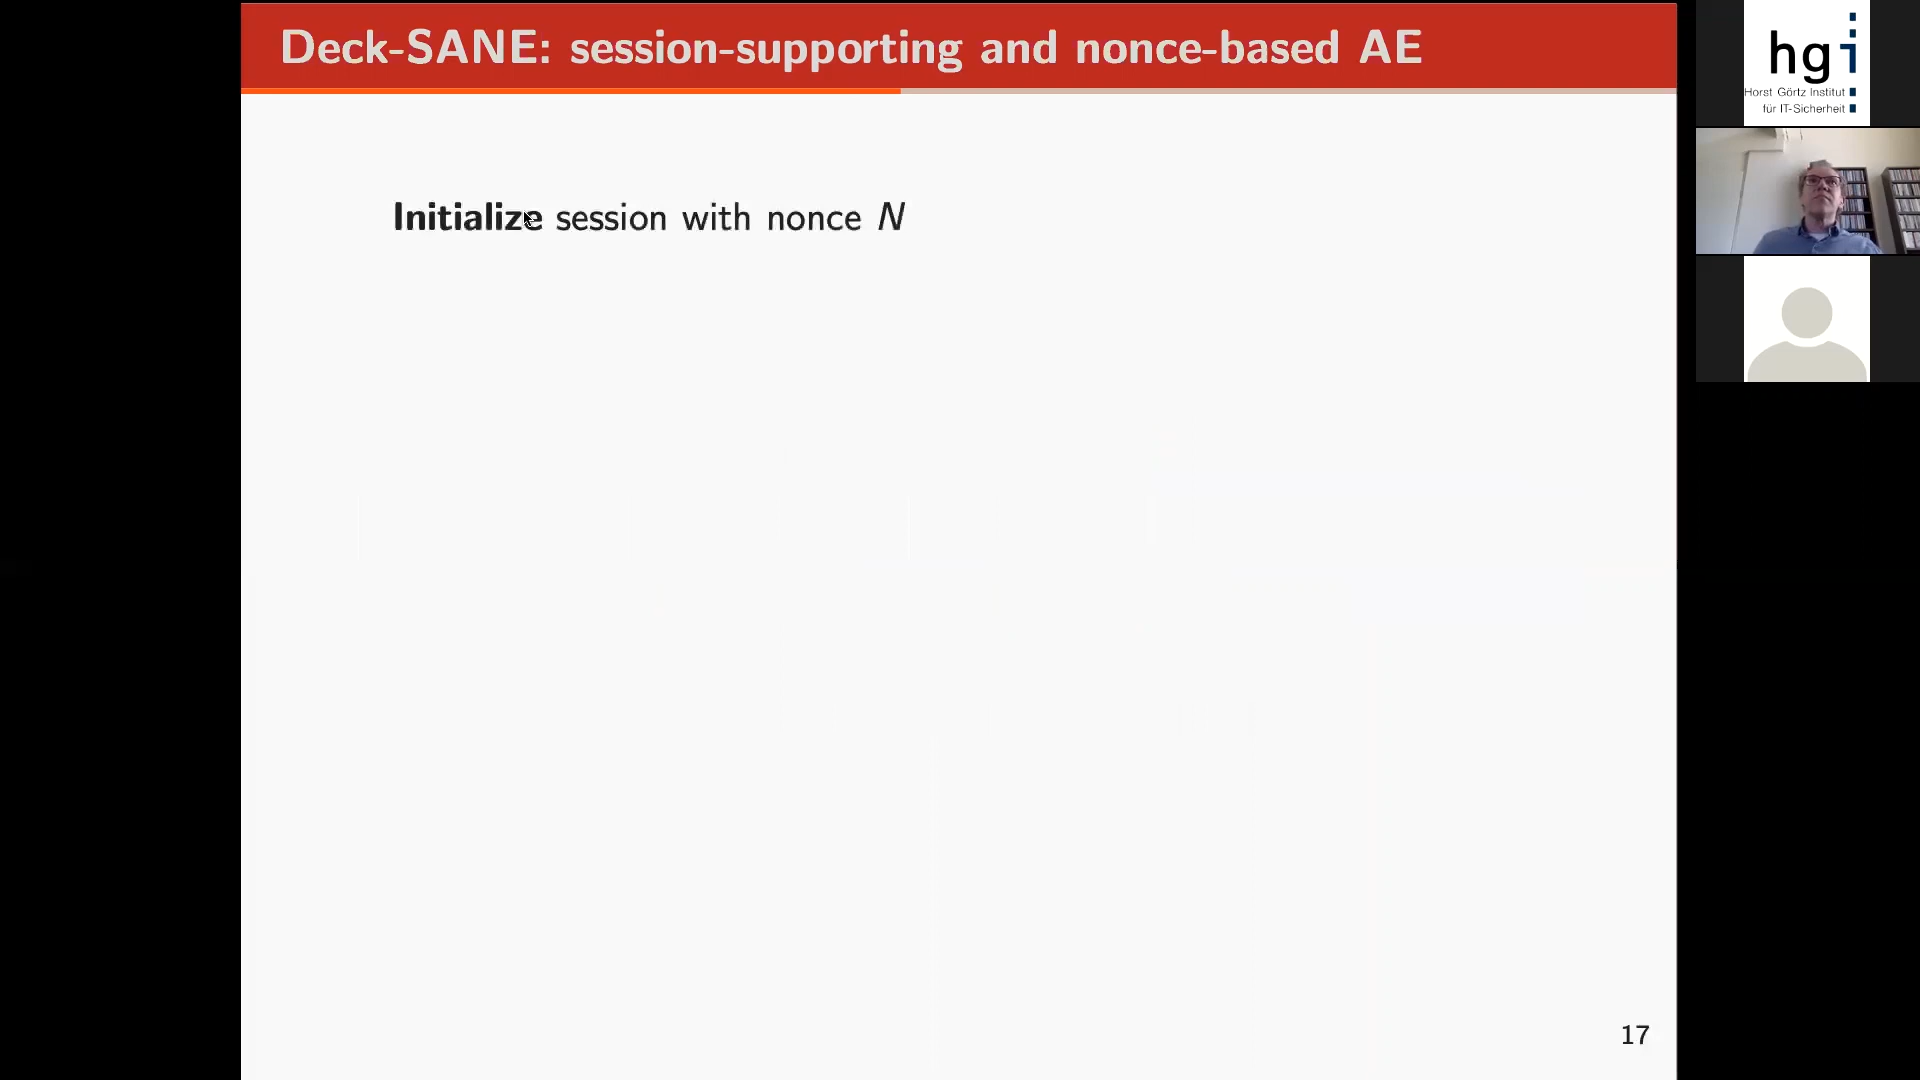 Deck-SANE: session-supporting and nonce-based AE
Initialize session with nonce N
17
hgi
Horst Görtz Institut
für IT-Sicherheit